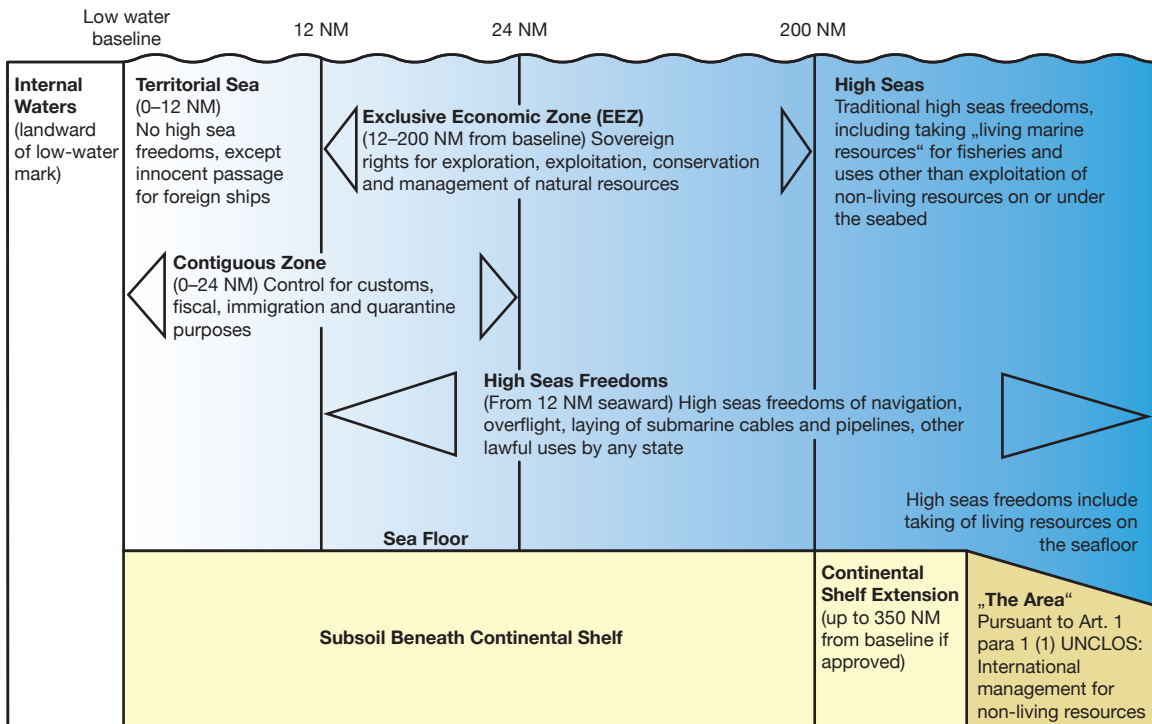 Low water
baseline
12 NM
24 NM
200 NM
Internal
Waters
(landward
of low-water
mark)
Territorial Sea
(0–12 NM)
No high sea
freedoms, except
innocent passage
for foreign ships
Exclusive Economic Zone (EEZ)
(12–200 NM from baseline) Sovereign
rights for exploration, exploitation, conservation
and management of natural resources
High Seas
Traditional high seas freedoms,
including taking „living marine
resources“ for fisheries and
uses other than exploitation of
non-living resources on or under
the seabed
Contiguous Zone
(0–24 NM) Control for customs,
fiscal, immigration and quarantine
purposes
High Seas Freedoms
(From 12 NM seaward) High seas freedoms of navigation,
overflight, laying of submarine cables and pipelines, other
lawful uses by any state
High seas freedoms include
taking of living resources on
the seafloor
Sea Floor
Subsoil Beneath Continental Shelf
Continental
Shelf Extension
(up to 350 NM
from baseline if
approved)
„The Area“
Pursuant to Art. 1
para 1 (1) UNCLOS:
International
management for
non-living resources